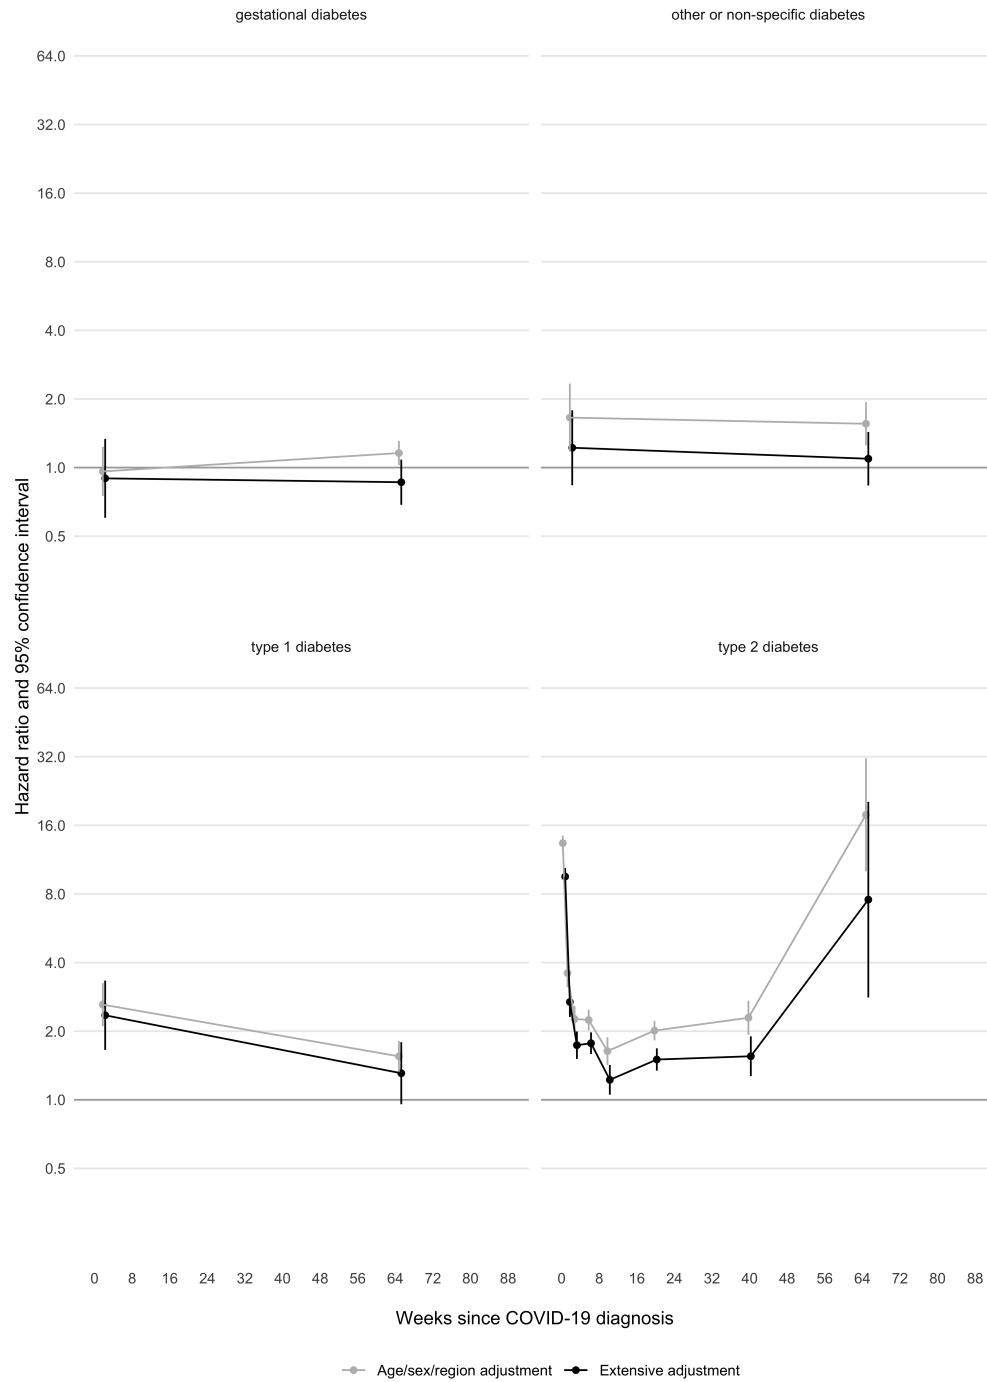 gestational diabetes
other or non-specific diabetes
64.0
32.0
16.0
8.0
4.0
2.0
1.0
0.5
Hazard ratio and 95% confidence interval
type 1 diabetes
type 2 diabetes
64.0
32.0
16.0
8.0
4.0
2.0
1.0
0.5
0 8 16 24 32 40 48 56 64 72 80 88
0 8 16 24 32 40 48 56 64 72 80 88
Weeks since COVID-19 diagnosis
Age/sex/region adjustment
Extensive adjustment